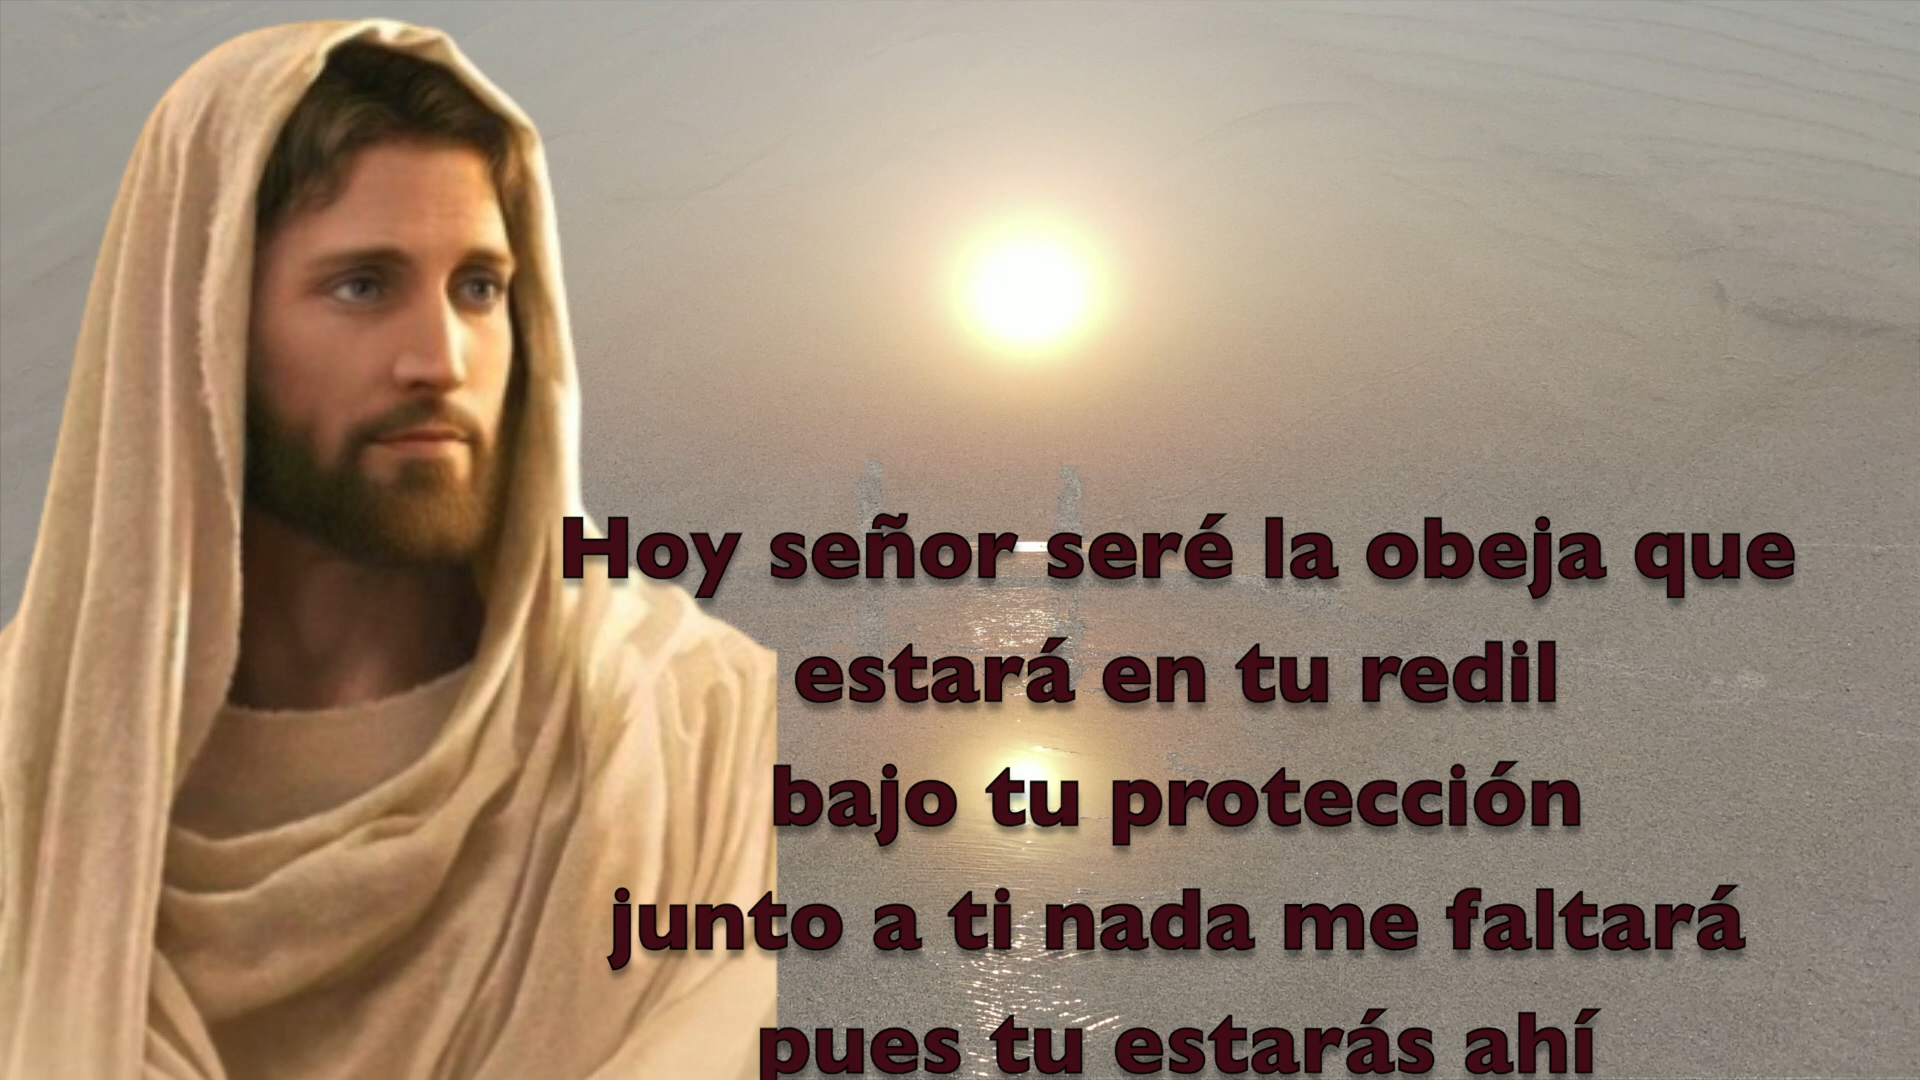 Hoy señor seré la obeja que
estará en tu redil
bajo tu protección
junto a ti nada me faltará
pues tu estarás ahí